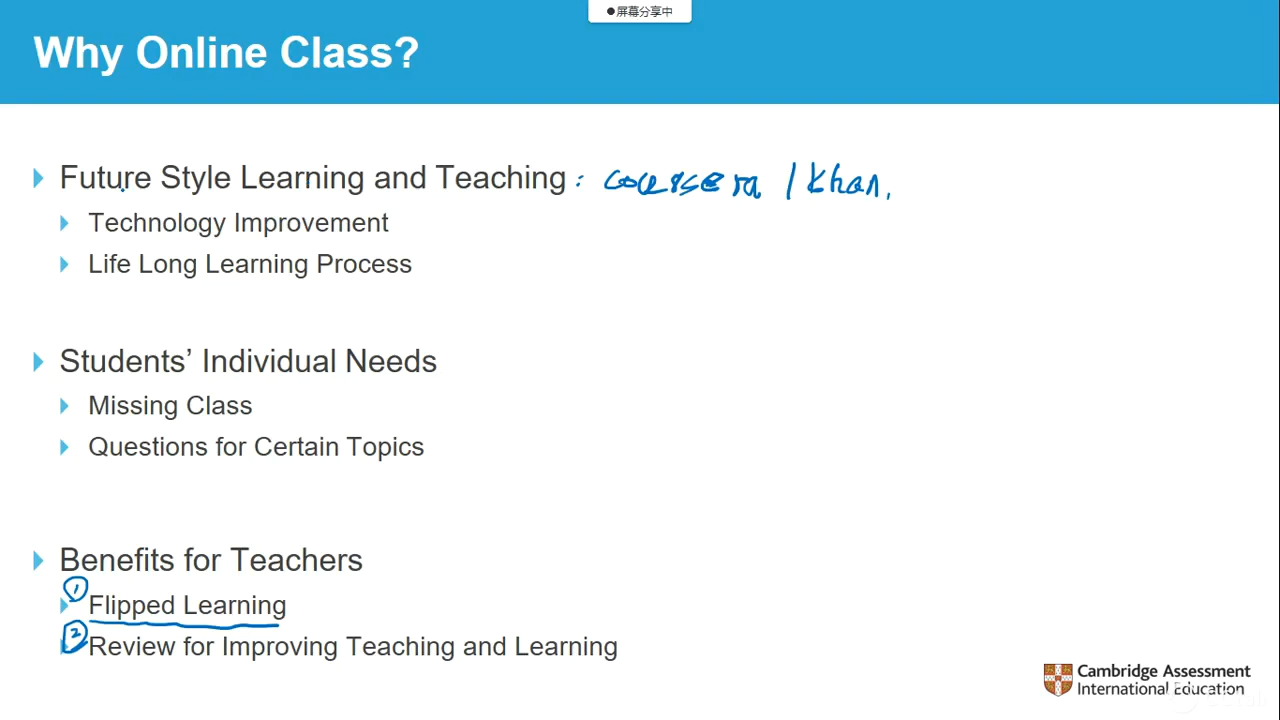 ●屏幕分享中
Why Online Class?
Future Style Learning and Teaching : coursera / khan,
Technology Improvement
Life Long Learning Process
Students’ Individual Needs
Missing Class
Questions for Certain Topics
Benefits for Teachers
① Flipped Learning
② Review for Improving Teaching and Learning
Cambridge Assessment
International Education